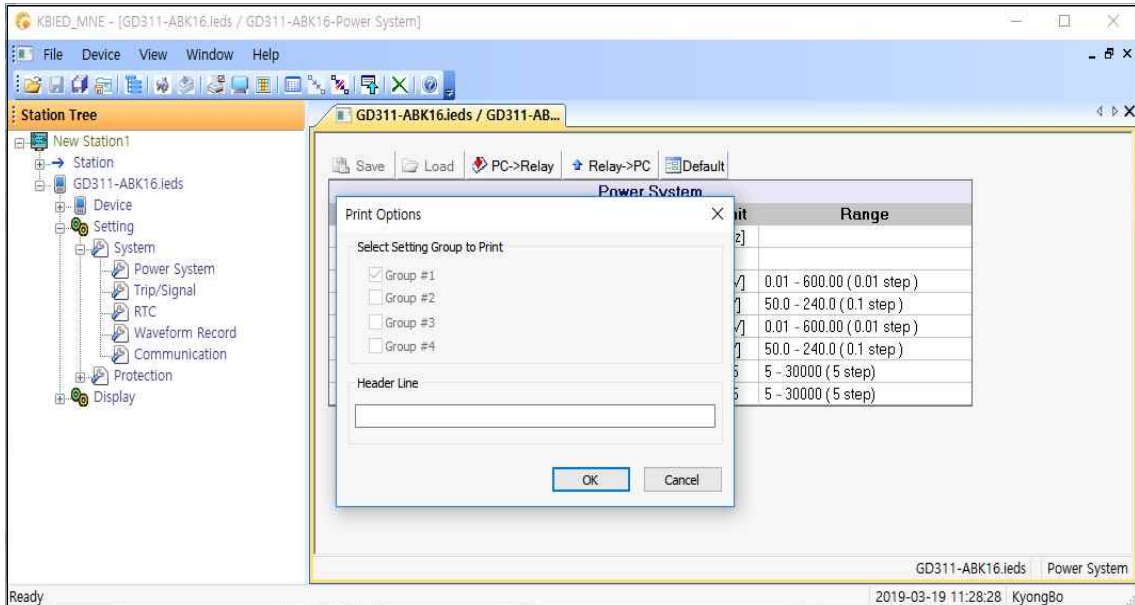 KBIED_MNE - [GD311-ABK16.ieds / GD311-ABK16-Power System]
File Device View Window Help
Station Tree
New Station1
Station
GD311-ABK16.ieds
Device
Setting
System
Power System
Trip/Signal
RTC
Waveform Record
Communication
Protection
Display
GD311-ABK16.ieds / GD311-AB...
Save Load PC->Relay Relay->PC Default
Power System
Range
0.01 - 600.00 ( 0.01 step )
50.0 - 240.0 ( 0.1 step )
0.01 - 600.00 ( 0.01 step )
50.0 - 240.0 ( 0.1 step )
5 - 30000 ( 5 step)
5 - 30000 ( 5 step)
Print Options
Select Setting Group to Print
Group #1
Group #2
Group #3
Group #4
Header Line
OK Cancel
GD311-ABK16.ieds Power System
Ready 2019-03-19 11:28:28 KyongBo